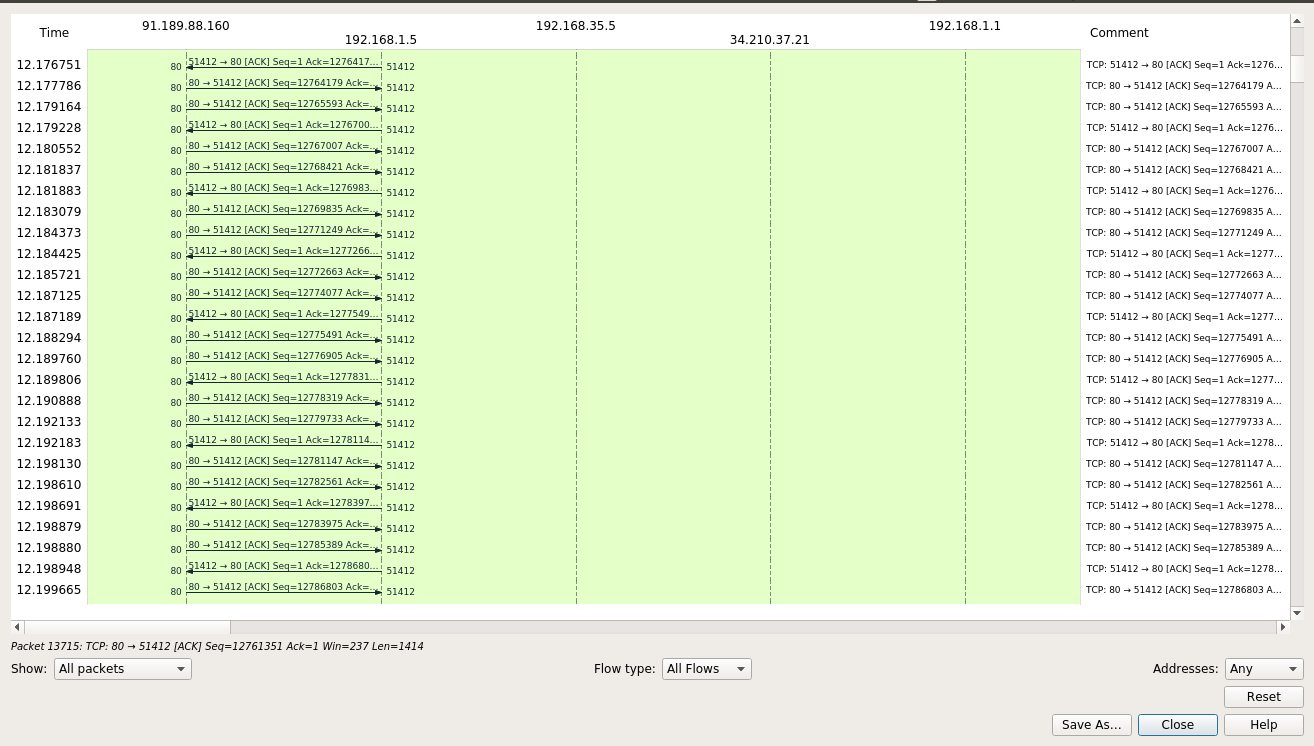 Time 91.189.88.160 192.168.1.5 192.168.35.5 34.210.37.21 192.168.1.1 Comment
12.176751 80 51412 → 80 [ACK] Seq=1 Ack=1276417... 51412 TCP: 51412 → 80 [ACK] Seq=1 Ack=1276...
12.177786 80 80 → 51412 [ACK] Seq=12764179 Ack=... 51412 TCP: 80 → 51412 [ACK] Seq=12764179 A...
12.179164 80 80 → 51412 [ACK] Seq=12765593 Ack=... 51412 TCP: 80 → 51412 [ACK] Seq=12765593 A...
12.179228 80 51412 → 80 [ACK] Seq=1 Ack=1276700... 51412 TCP: 51412 → 80 [ACK] Seq=1 Ack=1276...
12.180552 80 80 → 51412 [ACK] Seq=12767007 Ack=... 51412 TCP: 80 → 51412 [ACK] Seq=12767007 A...
12.181837 80 80 → 51412 [ACK] Seq=12768421 Ack=... 51412 TCP: 80 → 51412 [ACK] Seq=12768421 A...
12.181883 80 51412 → 80 [ACK] Seq=1 Ack=1276983... 51412 TCP: 51412 → 80 [ACK] Seq=1 Ack=1276...
12.183079 80 80 → 51412 [ACK] Seq=12769835 Ack=... 51412 TCP: 80 → 51412 [ACK] Seq=12769835 A...
12.184373 80 80 → 51412 [ACK] Seq=12771249 Ack=... 51412 TCP: 80 → 51412 [ACK] Seq=12771249 A...
12.184425 80 51412 → 80 [ACK] Seq=1 Ack=1277266... 51412 TCP: 51412 → 80 [ACK] Seq=1 Ack=1277...
12.185721 80 80 → 51412 [ACK] Seq=12772663 Ack=... 51412 TCP: 80 → 51412 [ACK] Seq=12772663 A...
12.187125 80 80 → 51412 [ACK] Seq=12774077 Ack=... 51412 TCP: 80 → 51412 [ACK] Seq=12774077 A...
12.187189 80 51412 → 80 [ACK] Seq=1 Ack=1277549... 51412 TCP: 51412 → 80 [ACK] Seq=1 Ack=1277...
12.188294 80 80 → 51412 [ACK] Seq=12775491 Ack=... 51412 TCP: 80 → 51412 [ACK] Seq=12775491 A...
12.189760 80 80 → 51412 [ACK] Seq=12776905 Ack=... 51412 TCP: 80 → 51412 [ACK] Seq=12776905 A...
12.189806 80 51412 → 80 [ACK] Seq=1 Ack=1277831... 51412 TCP: 51412 → 80 [ACK] Seq=1 Ack=1277...
12.190888 80 80 → 51412 [ACK] Seq=12778319 Ack=... 51412 TCP: 80 → 51412 [ACK] Seq=12778319 A...
12.192133 80 80 → 51412 [ACK] Seq=12779733 Ack=... 51412 TCP: 80 → 51412 [ACK] Seq=12779733 A...
12.192183 80 51412 → 80 [ACK] Seq=1 Ack=1278114... 51412 TCP: 51412 → 80 [ACK] Seq=1 Ack=1278...
12.198130 80 80 → 51412 [ACK] Seq=12781147 Ack=... 51412 TCP: 80 → 51412 [ACK] Seq=12781147 A...
12.198610 80 80 → 51412 [ACK] Seq=12782561 Ack=... 51412 TCP: 80 → 51412 [ACK] Seq=12782561 A...
12.198691 80 51412 → 80 [ACK] Seq=1 Ack=1278397... 51412 TCP: 51412 → 80 [ACK] Seq=1 Ack=1278...
12.198879 80 80 → 51412 [ACK] Seq=12783975 Ack=... 51412 TCP: 80 → 51412 [ACK] Seq=12783975 A...
12.198880 80 80 → 51412 [ACK] Seq=12785389 Ack=... 51412 TCP: 80 → 51412 [ACK] Seq=12785389 A...
12.198948 80 51412 → 80 [ACK] Seq=1 Ack=1278680... 51412 TCP: 51412 → 80 [ACK] Seq=1 Ack=1278...
12.199665 80 80 → 51412 [ACK] Seq=12786803 Ack=... 51412 TCP: 80 → 51412 [ACK] Seq=12786803 A...
Packet 13715: TCP: 80 → 51412 [ACK] Seq=12761351 Ack=1 Win=237 Len=1414
Show: All packets Flow type: All Flows Addresses: Any
Reset
Save As... Close Help